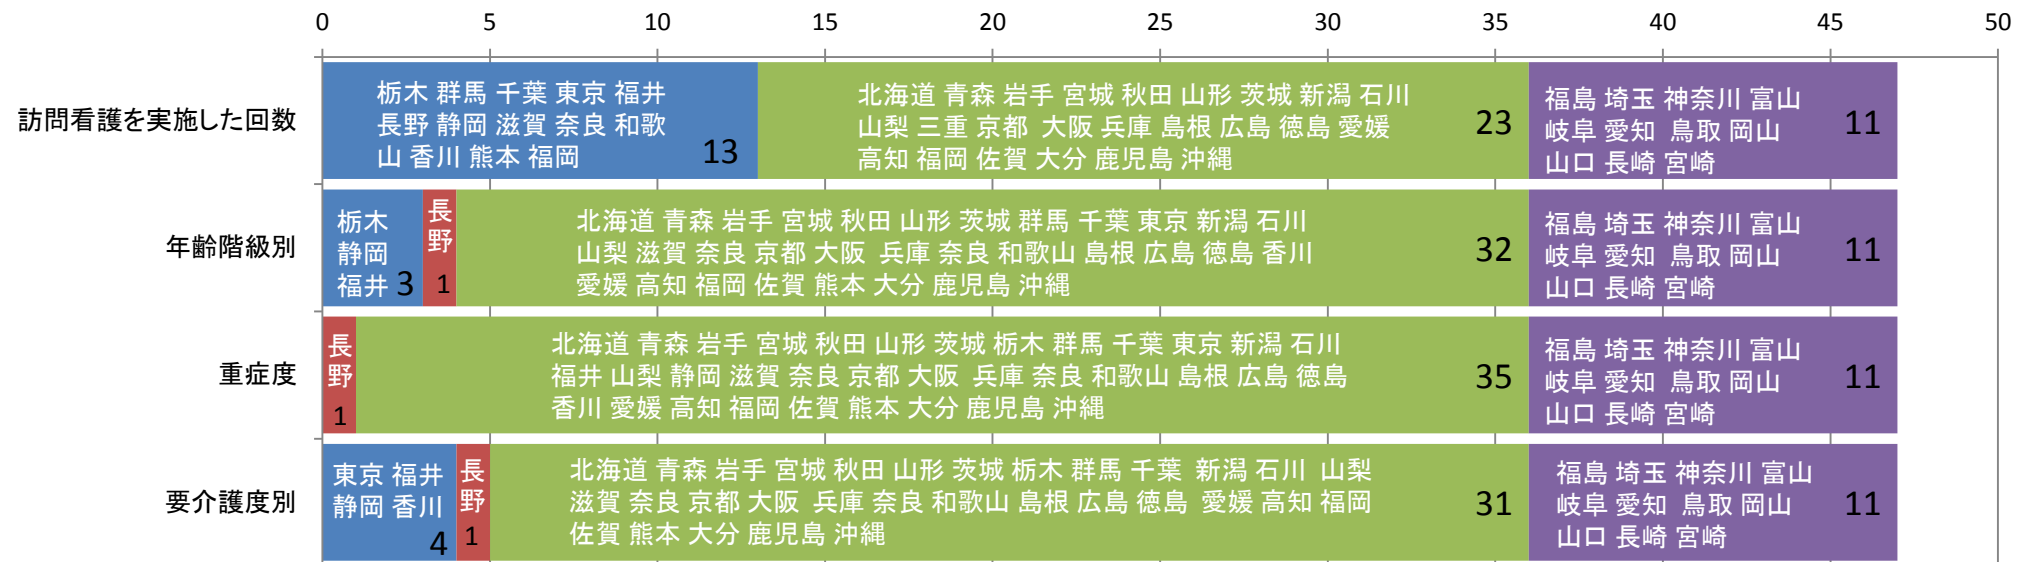 0 5 10 15 20 25 30 35 40 45 50
訪問看護を実施した回数
栃木 群馬 千葉 東京 福井
長野 静岡 滋賀 奈良 和歌
山 香川 熊本 福岡
13
北海道 青森 岩手 宮城 秋田 山形 茨城 新潟 石川
山梨 三重 京都 大阪 兵庫 島根 広島 徳島 愛媛
高知 福岡 佐賀 大分 鹿児島 沖縄
23
福島 埼玉 神奈川 富山
岐阜 愛知 鳥取 岡山
山口 長崎 宮崎
11
年齢階級別
栃木
静岡
福井
3
長
野
1
北海道 青森 岩手 宮城 秋田 山形 茨城 群馬 千葉 東京 新潟 石川
山梨 滋賀 奈良 京都 大阪 兵庫 奈良 和歌山 島根 広島 徳島 香川
愛媛 高知 福岡 佐賀 熊本 大分 鹿児島 沖縄
32
福島 埼玉 神奈川 富山
岐阜 愛知 鳥取 岡山
山口 長崎 宮崎
11
重症度
長
野
1
北海道 青森 岩手 宮城 秋田 山形 茨城 栃木 群馬 千葉 東京 新潟 石川
福井 山梨 静岡 滋賀 奈良 京都 大阪 兵庫 奈良 和歌山 島根 広島 徳島
香川 愛媛 高知 福岡 佐賀 熊本 大分 鹿児島 沖縄
35
福島 埼玉 神奈川 富山
岐阜 愛知 鳥取 岡山
山口 長崎 宮崎
11
要介護度別
東京 福井
静岡 香川
4
長
野
1
北海道 青森 岩手 宮城 秋田 山形 茨城 栃木 群馬 千葉 新潟 石川 山梨
滋賀 奈良 京都 大阪 兵庫 奈良 和歌山 島根 広島 徳島 愛媛 高知 福岡
佐賀 熊本 大分 鹿児島 沖縄
31
福島 埼玉 神奈川 富山
岐阜 愛知 鳥取 岡山
山口 長崎 宮崎
11